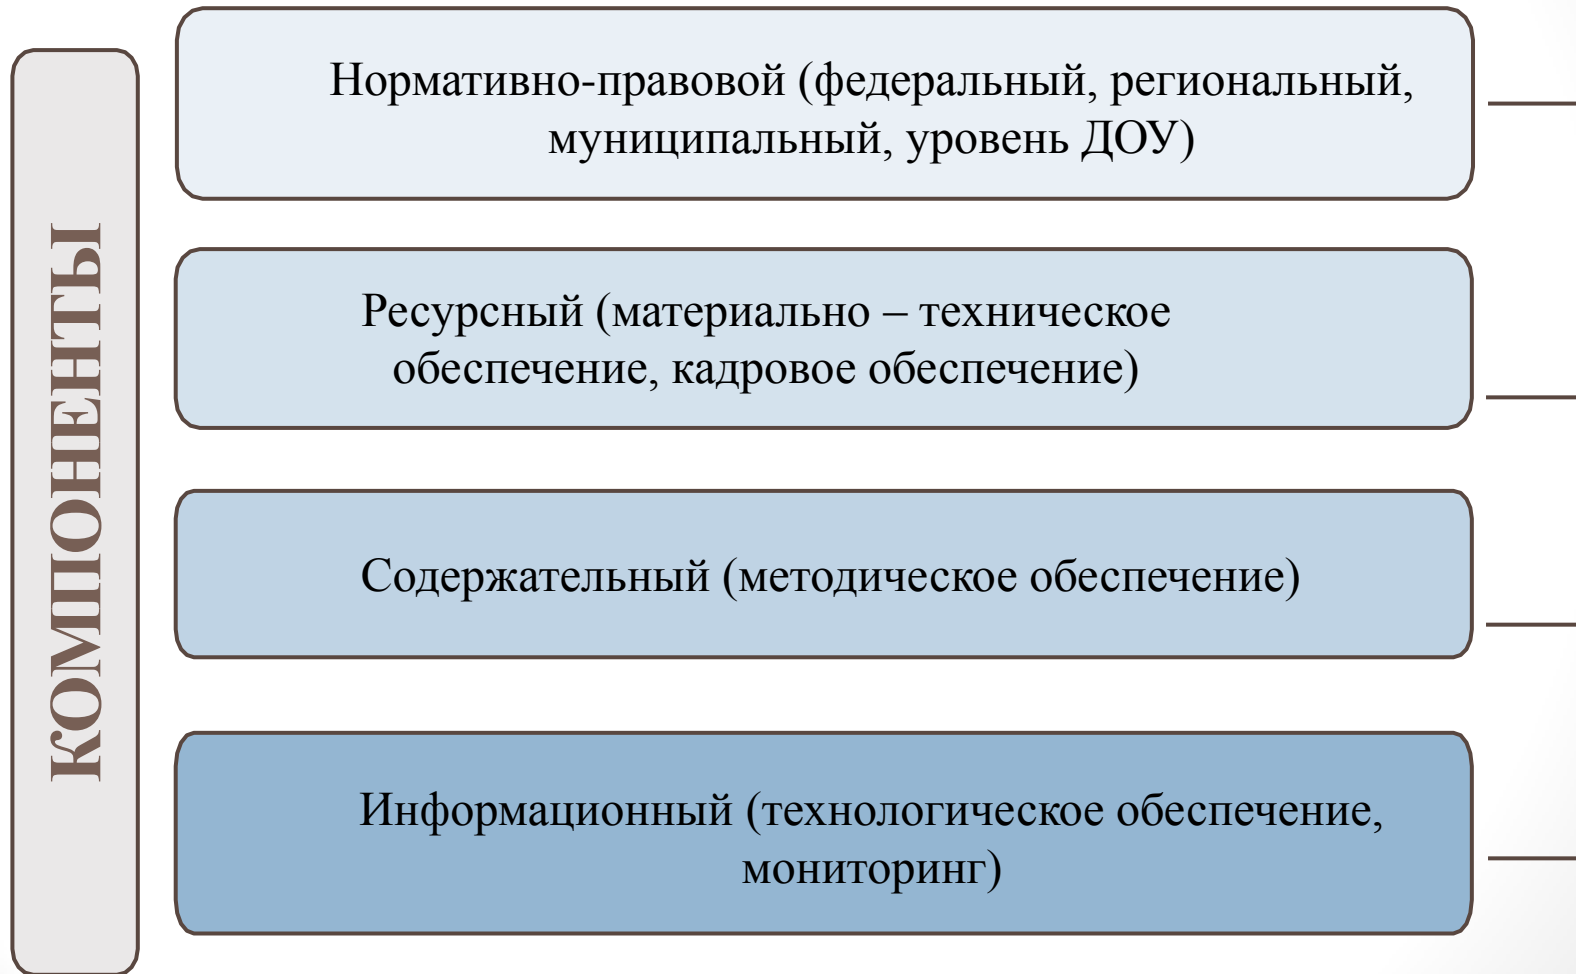 КОМПОНЕНТЫ
Нормативно-правовой (федеральный, региональный,
муниципальный, уровень ДОУ)
Ресурсный (материально – техническое
обеспечение, кадровое обеспечение)
Содержательный (методическое обеспечение)
Информационный (технологическое обеспечение,
мониторинг)